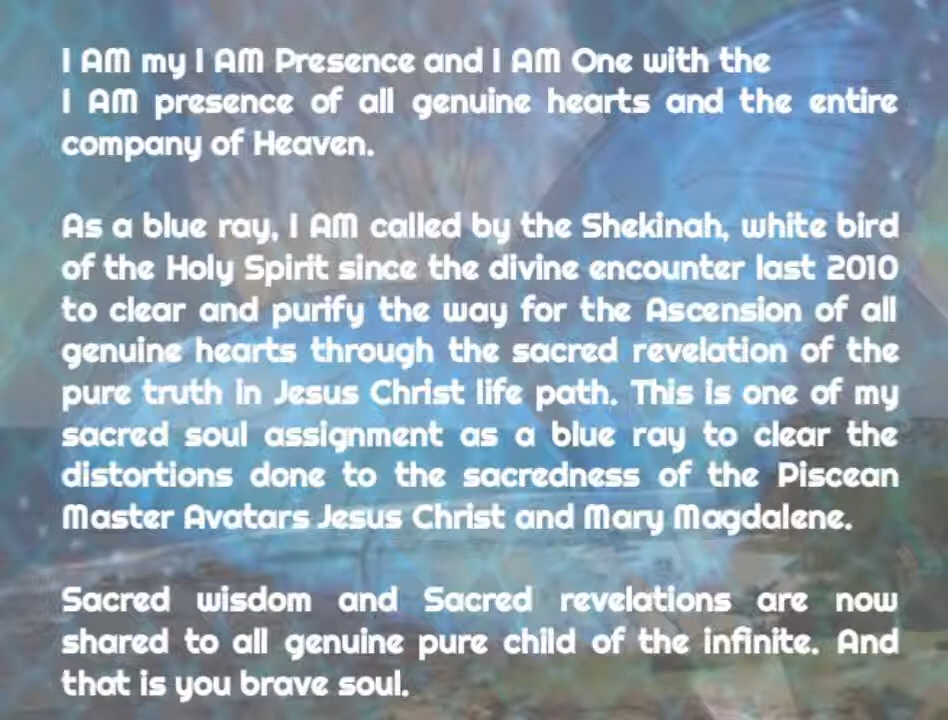 I AM my I AM Presence and I AM One with the
I AM presence of all genuine hearts and the entire
company of Heaven.
As a blue ray, I AM called by the Shekinah, white bird
of the Holy Spirit since the divine encounter last 2010
to clear and purify the way for the Ascension of all
genuine hearts through the sacred revelation of the
pure truth in Jesus Christ life path. This is one of my
sacred soul assignment as a blue ray to clear the
distortions done to the sacredness of the Piscean
Master Avatars Jesus Christ and Mary Magdalene.
Sacred wisdom and Sacred revelations are now
shared to all genuine pure child of the infinite. And
that is you brave soul.